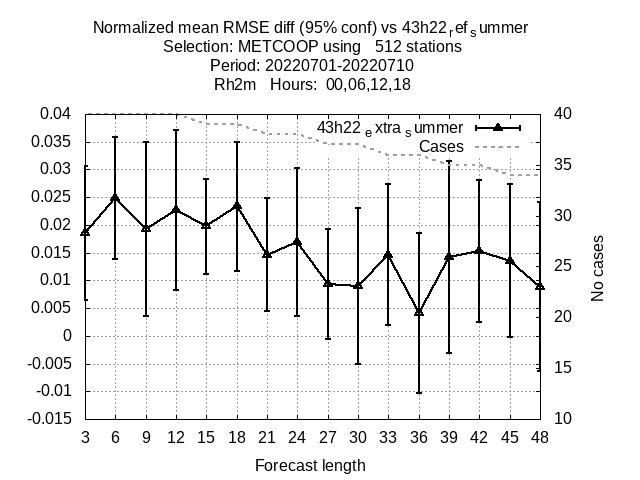 Normalized mean RMSE diff (95% conf) vs 43h22refsummer
Selection: METCOOP using 512 stations
Period: 20220701-20220710
Rh2m Hours: 00,06,12,18
43h22extrasummer
Cases
0.04
0.035
0.03
0.025
0.02
0.015
0.01
0.005
0
-0.005
-0.01
-0.015
40
35
30
25
20
15
10
No cases
3 6 9 12 15 18 21 24 27 30 33 36 39 42 45 48
Forecast length